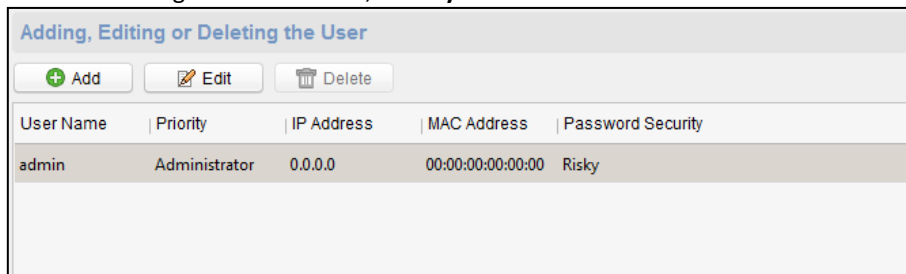 Adding, Editing or Deleting the User
Add Edit Delete
User Name Priority IP Address MAC Address Password Security
admin Administrator 0.0.0.0 00:00:00:00:00:00 Risky